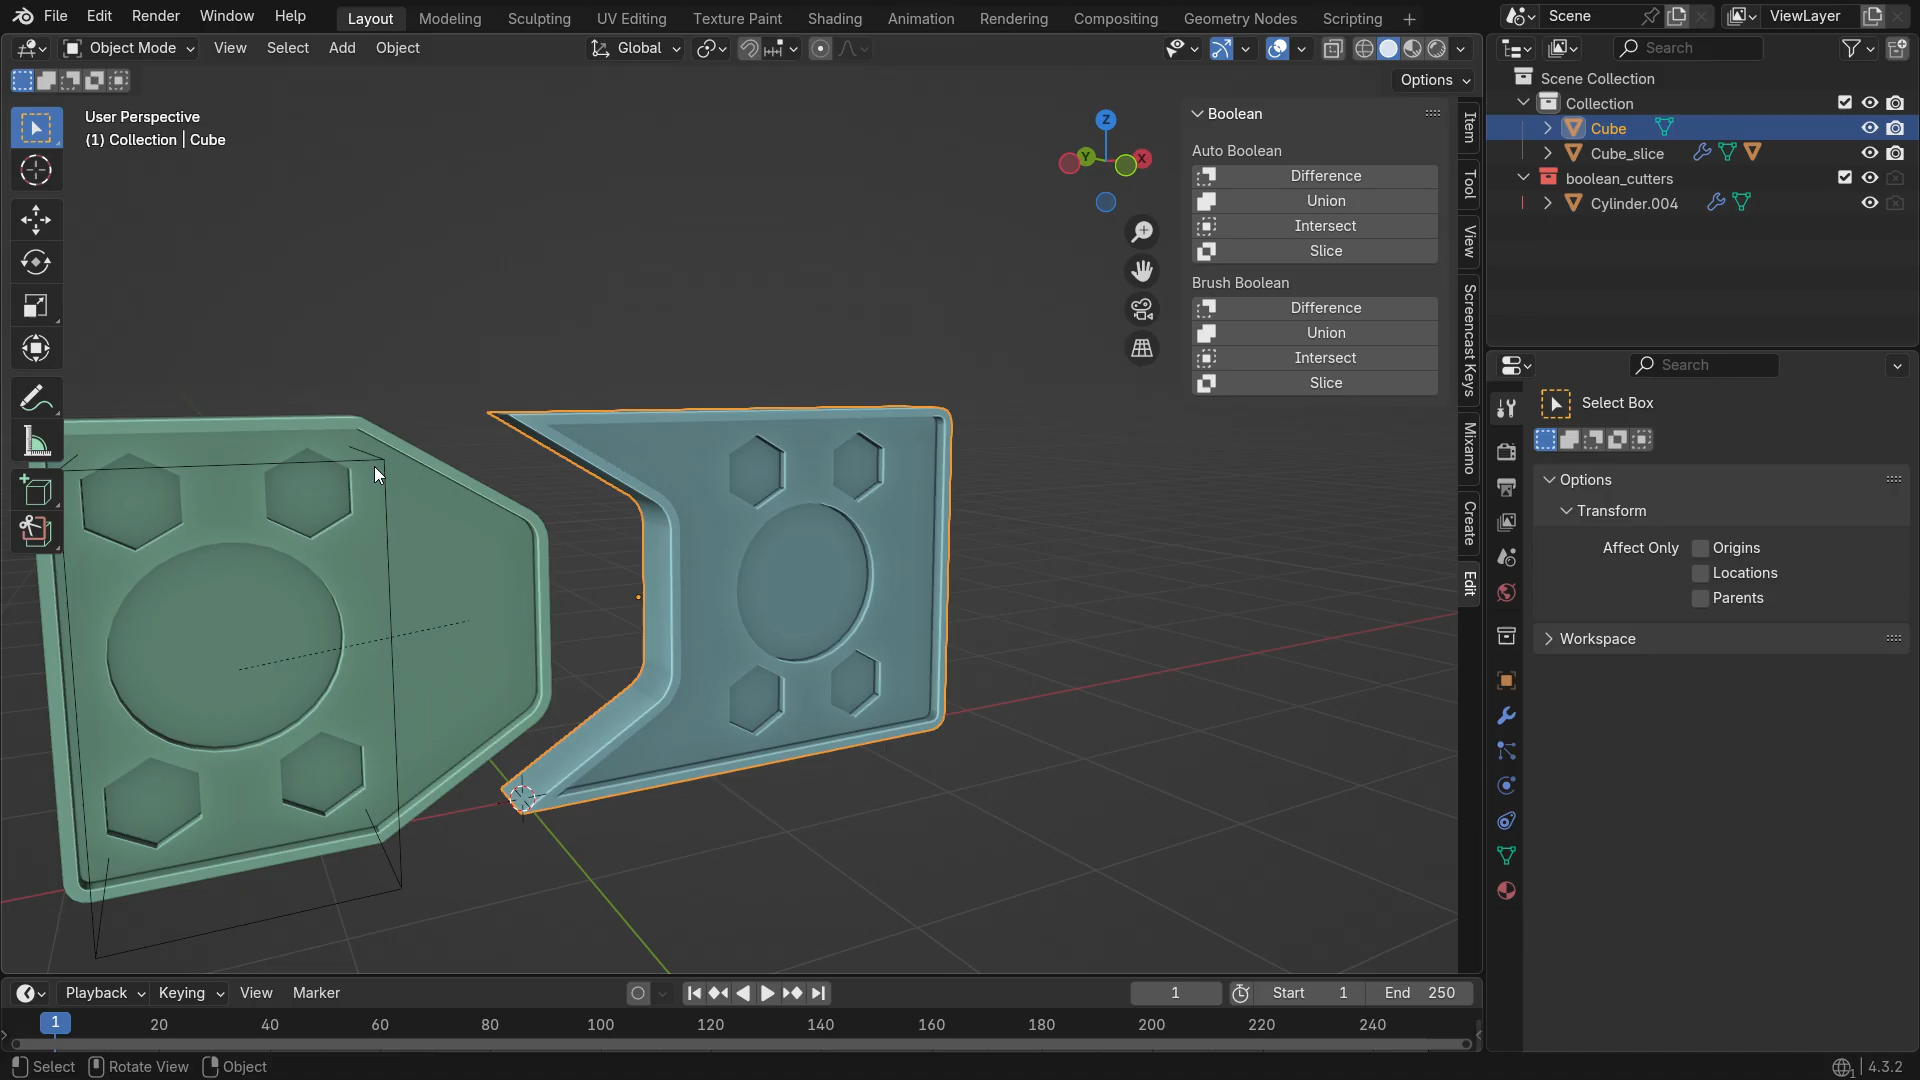 File Edit Render Window Help Layout Modeling Sculpting UV Editing Texture Paint Shading Animation Rendering Compositing Geometry Nodes Scripting + Scene ViewLayer
Object Mode View Select Add Object Global Search
Options
User Perspective
(1) Collection | Cube
Z
Y
X
Boolean
Auto Boolean
Difference
Union
Intersect
Slice
Brush Boolean
Difference
Union
Intersect
Slice
Item
Tool
View
Screencast Keys
Mixamo
Create
Edit
Scene Collection
Collection
Cube
Cube_slice
boolean_cutters
Cylinder.004
Search
Select Box
Options
Transform
Affect Only Origins
Locations
Parents
Workspace
Playback Keying View Marker 1 Start 1 End 250
1 20 40 60 80 100 120 140 160 180 200 220 240
Select Rotate View Object 4.3.2